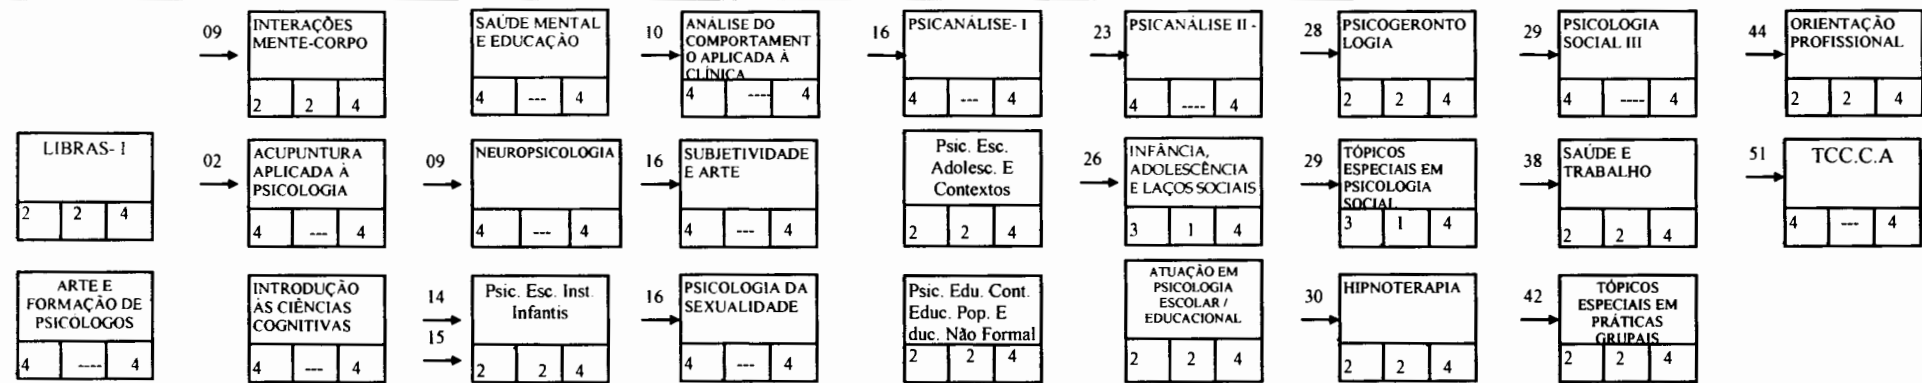 09
INTERAÇÕES
MENTE-CORPO
2 2 4
SAÚDE MENTAL
E EDUCAÇÃO
4 --- 4
10
ANÁLISE DO
COMPORTAMENT
O APLICADA À
CLÍNICA
4 ---- 4
16
PSICANÁLISE- I
4 --- 4
23
PSICANÁLISE II -
4 ---- 4
28
PSICOGERONTO
LOGIA
2 2 4
29
PSICOLOGIA
SOCIAL III
4 ---- 4
44
ORIENTAÇÃO
PROFISSIONAL
2 2 4
LIBRAS- I
2 2 4
02
ACUPUNTURA
APLICADA À
PSICOLOGIA
4 --- 4
09
NEUROPSICOLOGIA
4 --- 4
16
SUBJETIVIDADE
E ARTE
4 --- 4
Psic. Esc.
Adolesc. E
Contextos
2 2 4
26
INFÂNCIA,
ADOLESCÊNCIA
E LAÇOS SOCIAIS
3 1 4
29
TÓPICOS
ESPECIAIS EM
PSICOLOGIA
SOCIAL
3 1 4
38
SAÚDE E
TRABALHO
2 2 4
51
TCC.C.A
4 --- 4
ARTE E
FORMAÇÃO DE
PSICÓLOGOS
4 ---- 4
INTRODUÇÃO
ÀS CIÊNCIAS
COGNITIVAS
4 --- 4
14
15
Psic. Esc. Inst.
Infantis
2 2 4
16
PSICOLOGIA DA
SEXUALIDADE
4 --- 4
Psic. Edu. Cont.
Educ. Pop. E
duc. Não Formal
2 2 4
ATUAÇÃO EM
PSICOLOGIA
ESCOLAR /
EDUCACIONAL
2 2 4
30
HIPNOTERAPIA
2 2 4
42
TÓPICOS
ESPECIAIS EM
PRÁTICAS
GRUPAIS
2 2 4